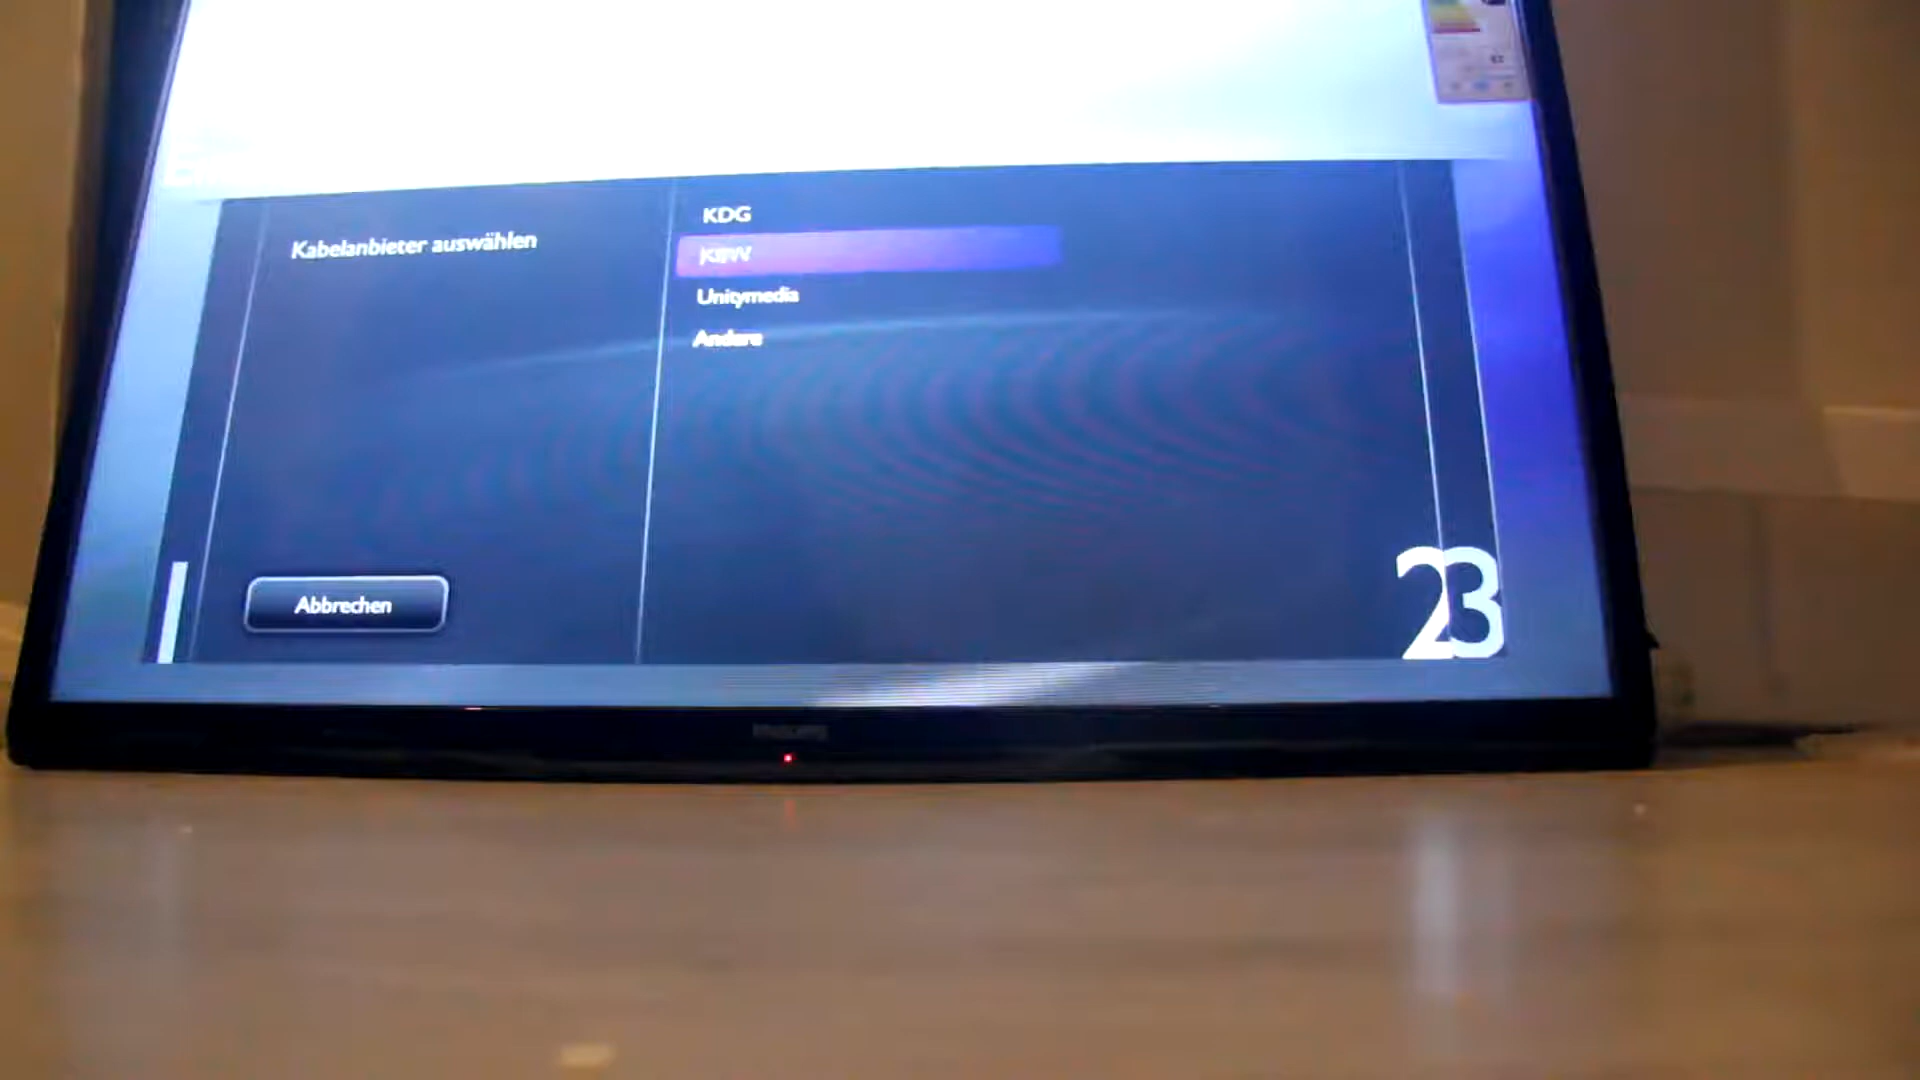 Kabelanbieter auswählen
KDG
KBW
Unitymedia
Andere
Abbrechen
23